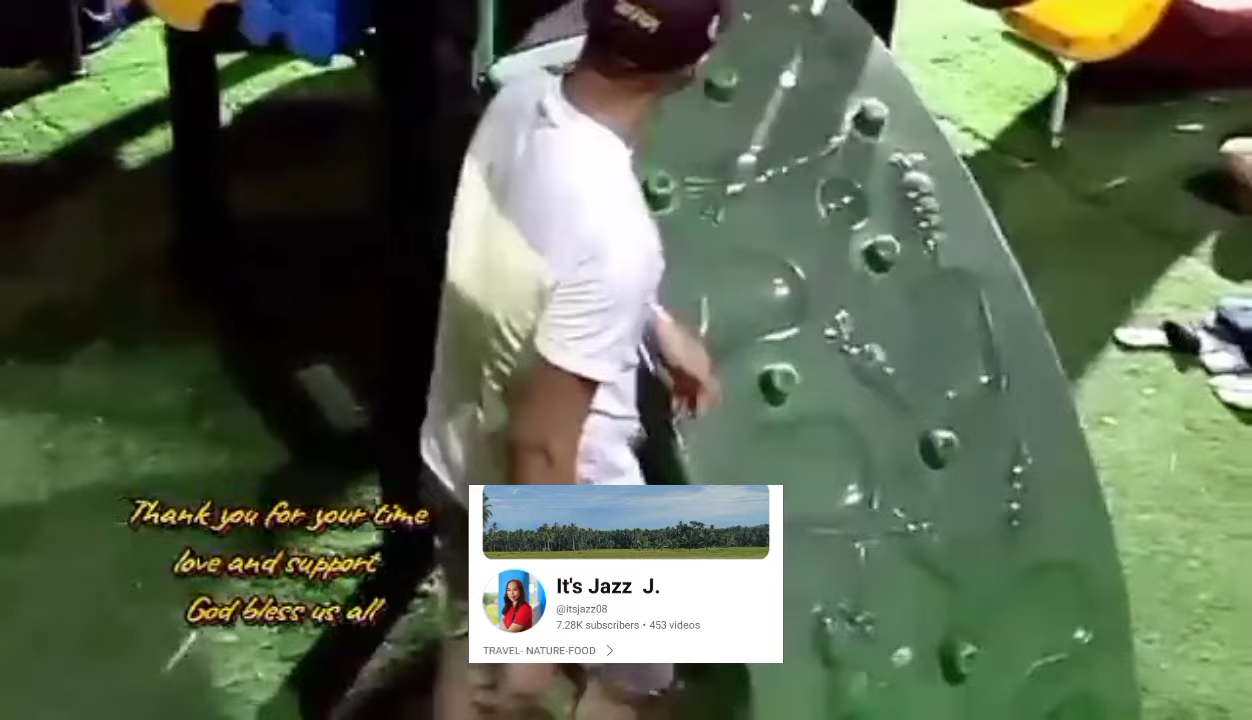 Thank you for your time
love and support
God bless us all
It's Jazz J.
@itsjazz08
7.28K subscribers • 453 videos
TRAVEL- NATURE-FOOD